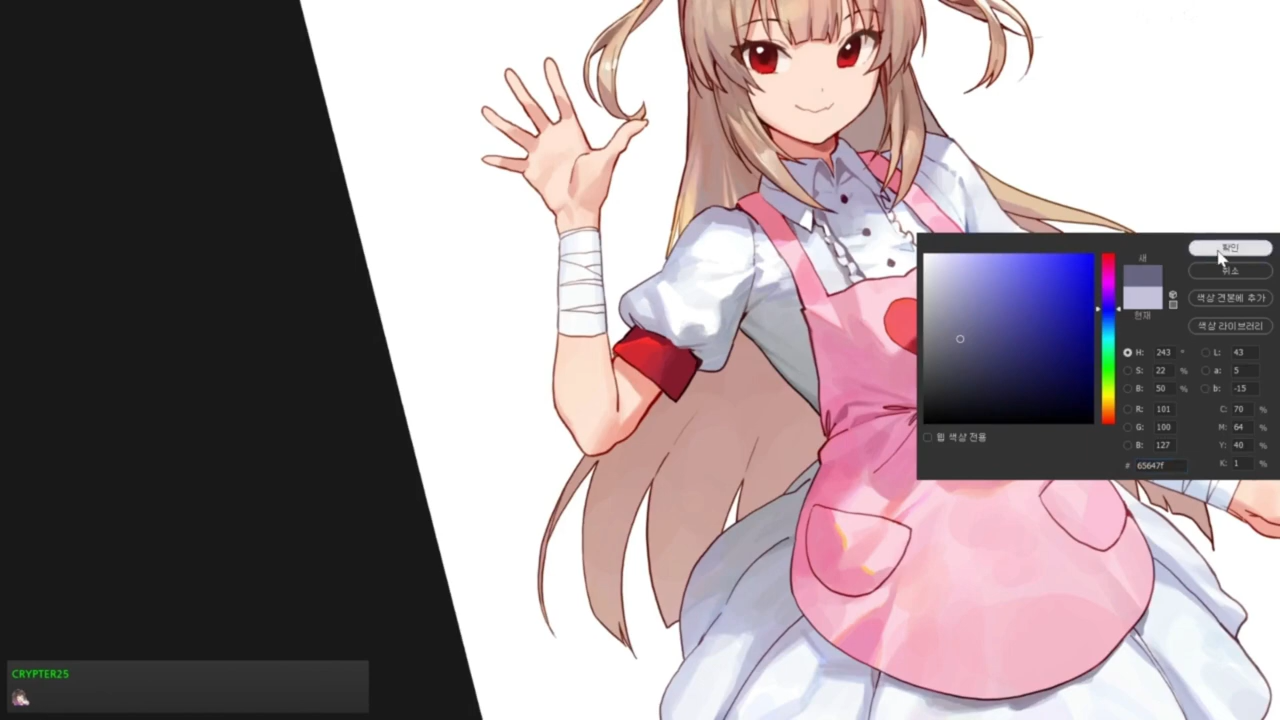 확인
새
취소
색상 견본에 추가
현재
색상 라이브러리
H: 243 ° L: 43
S: 22 % a: 5
B: 50 % b: -15
R: 101 C: 70 %
G: 100 M: 64 %
웹 색상 전용
B: 127 Y: 40 %
# 65647f K: 1 %
CRYPTER25